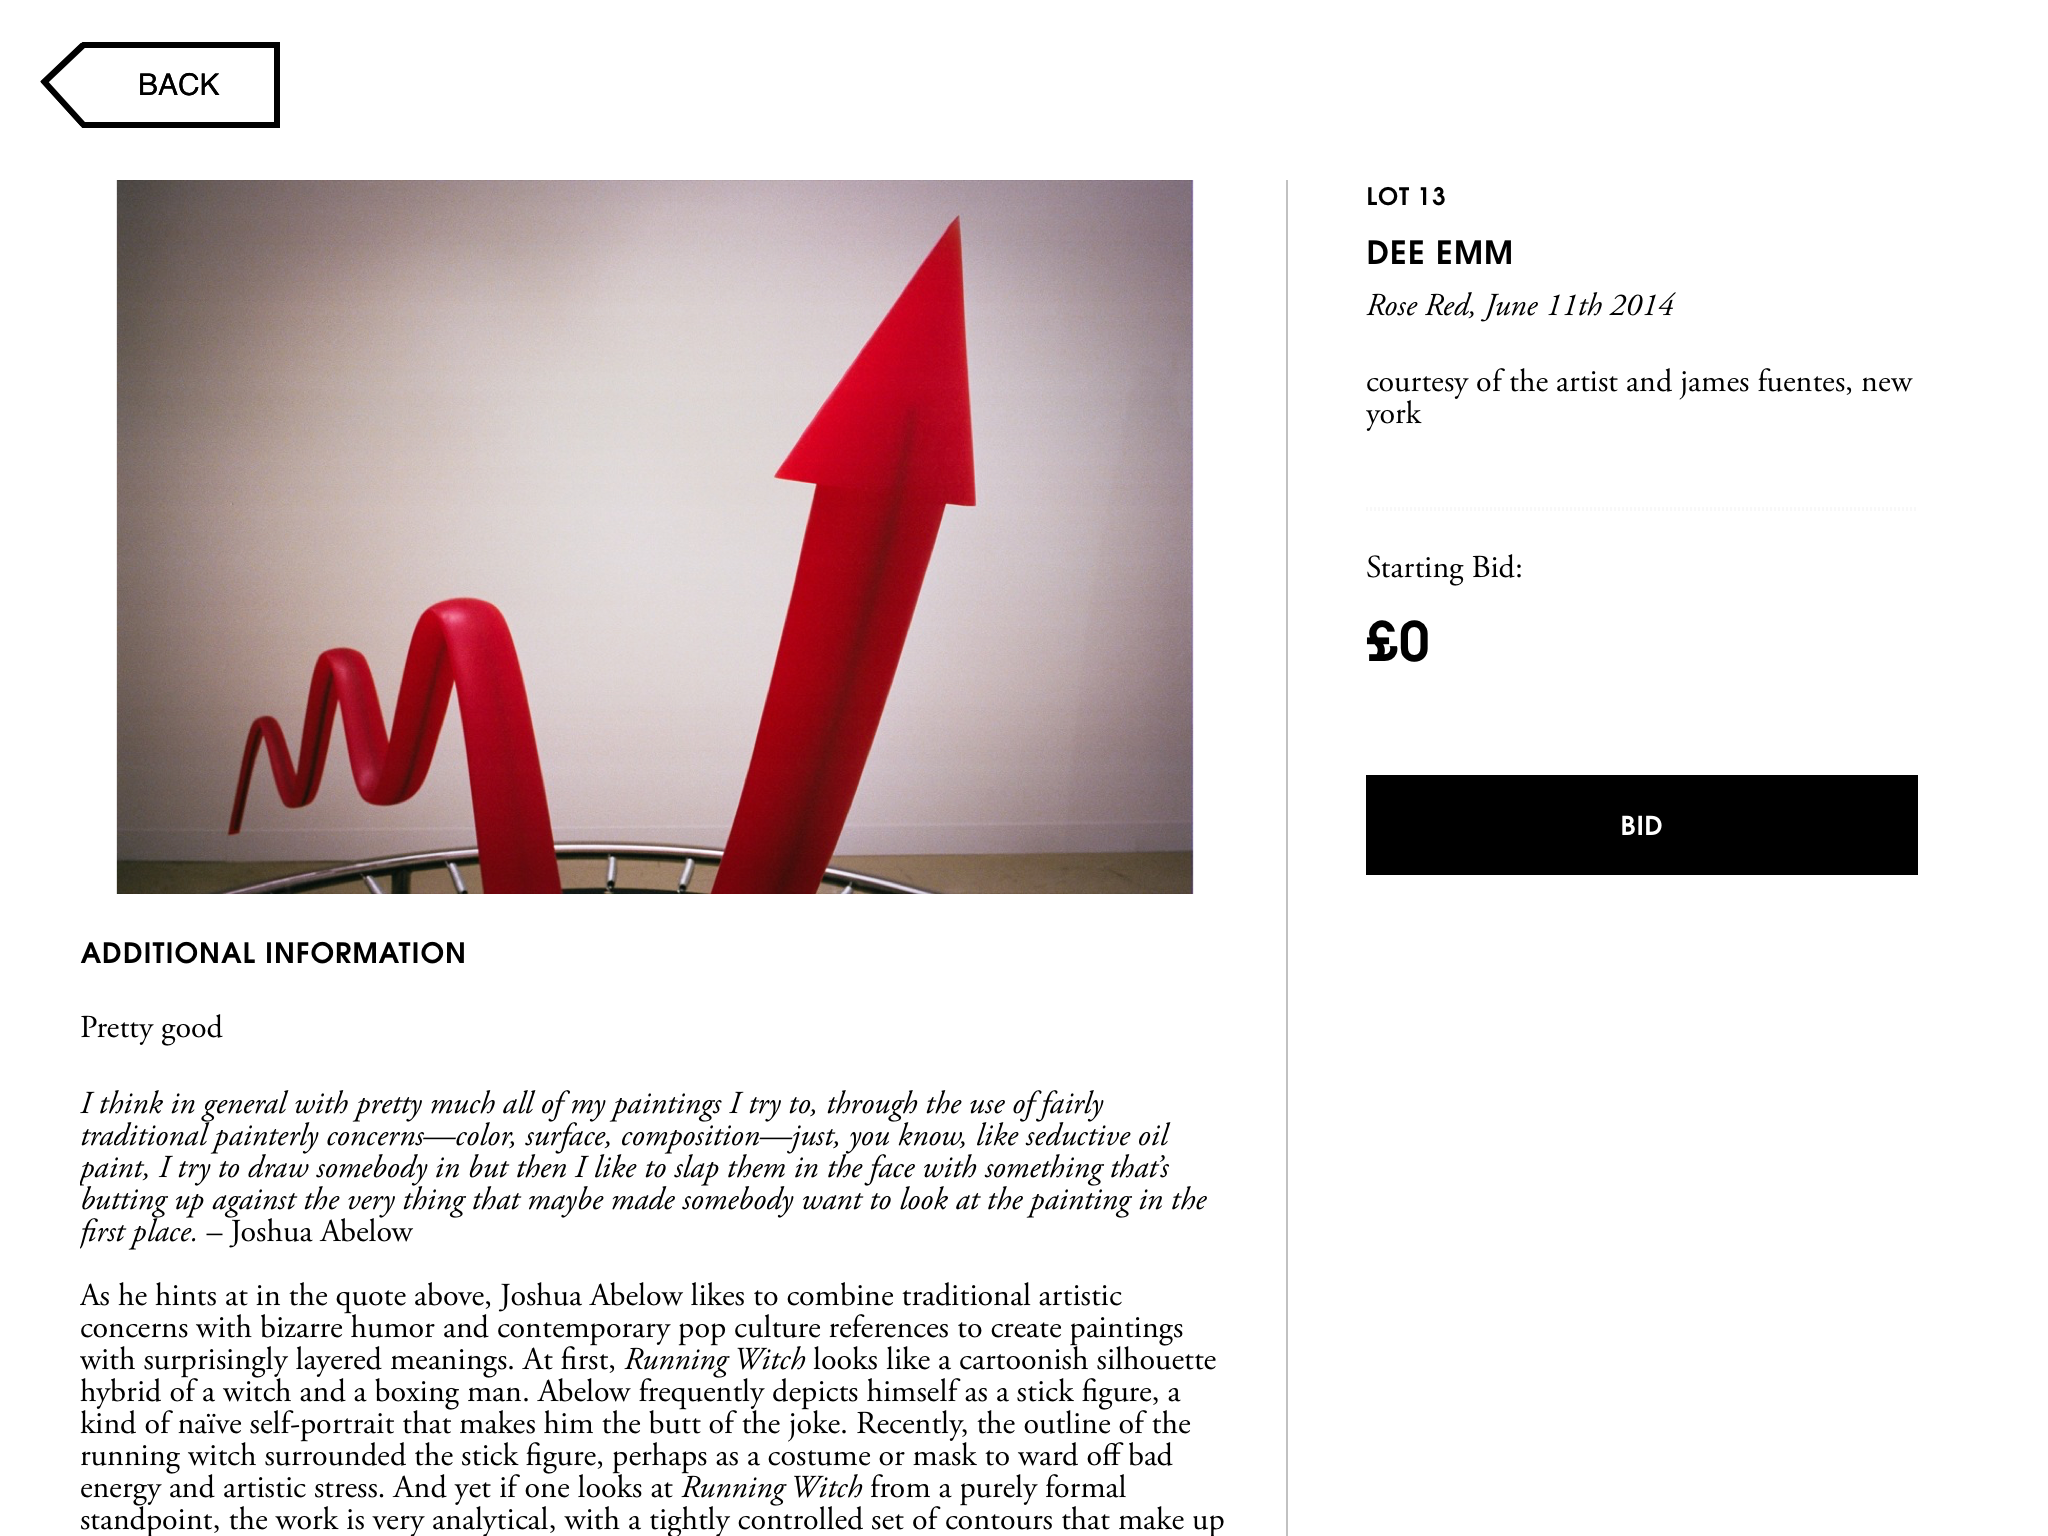 BACK
LOT 13
DEE EMM
Rose Red, June 11th 2014
courtesy of the artist and james fuentes, new
york
Starting Bid:
£0
BID
ADDITIONAL INFORMATION
Pretty good
I think in general with pretty much all of my paintings I try to, through the use of fairly
traditional painterly concerns—color, surface, composition—just, you know, like seductive oil
paint, I try to draw somebody in but then I like to slap them in the face with something that’s
butting up against the very thing that maybe made somebody want to look at the painting in the
first place. – Joshua Abelow
As he hints at in the quote above, Joshua Abelow likes to combine traditional artistic
concerns with bizarre humor and contemporary pop culture references to create paintings
with surprisingly layered meanings. At first, Running Witch looks like a cartoonish silhouette
hybrid of a witch and a boxing man. Abelow frequently depicts himself as a stick figure, a
kind of naïve self-portrait that makes him the butt of the joke. Recently, the outline of the
running witch surrounded the stick figure, perhaps as a costume or mask to ward off bad
energy and artistic stress. And yet if one looks at Running Witch from a purely formal
standpoint, the work is very analytical, with a tightly controlled set of contours that make up